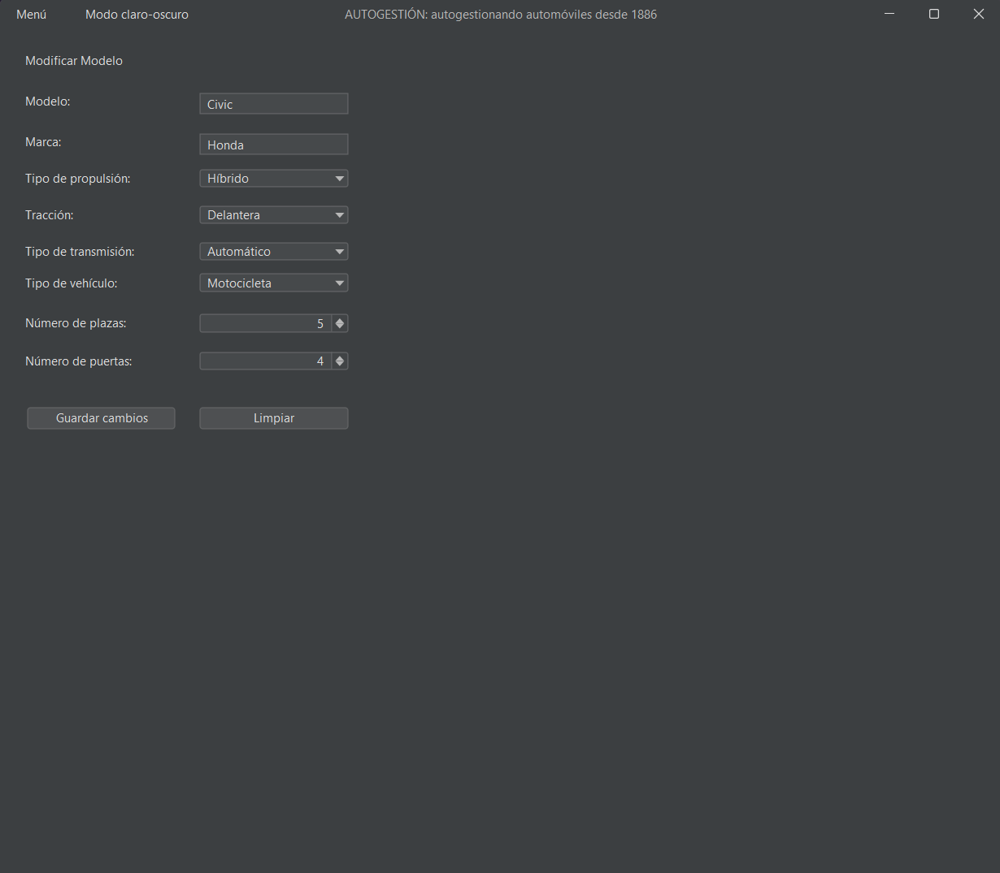 Menú Modo claro-oscuro AUTOGESTIÓN: autogestionando automóviles desde 1886
Modificar Modelo
Modelo: Civic
Marca: Honda
Tipo de propulsión: Híbrido
Tracción: Delantera
Tipo de transmisión: Automático
Tipo de vehículo: Motocicleta
Número de plazas: 5
Número de puertas: 4
Guardar cambios Limpiar